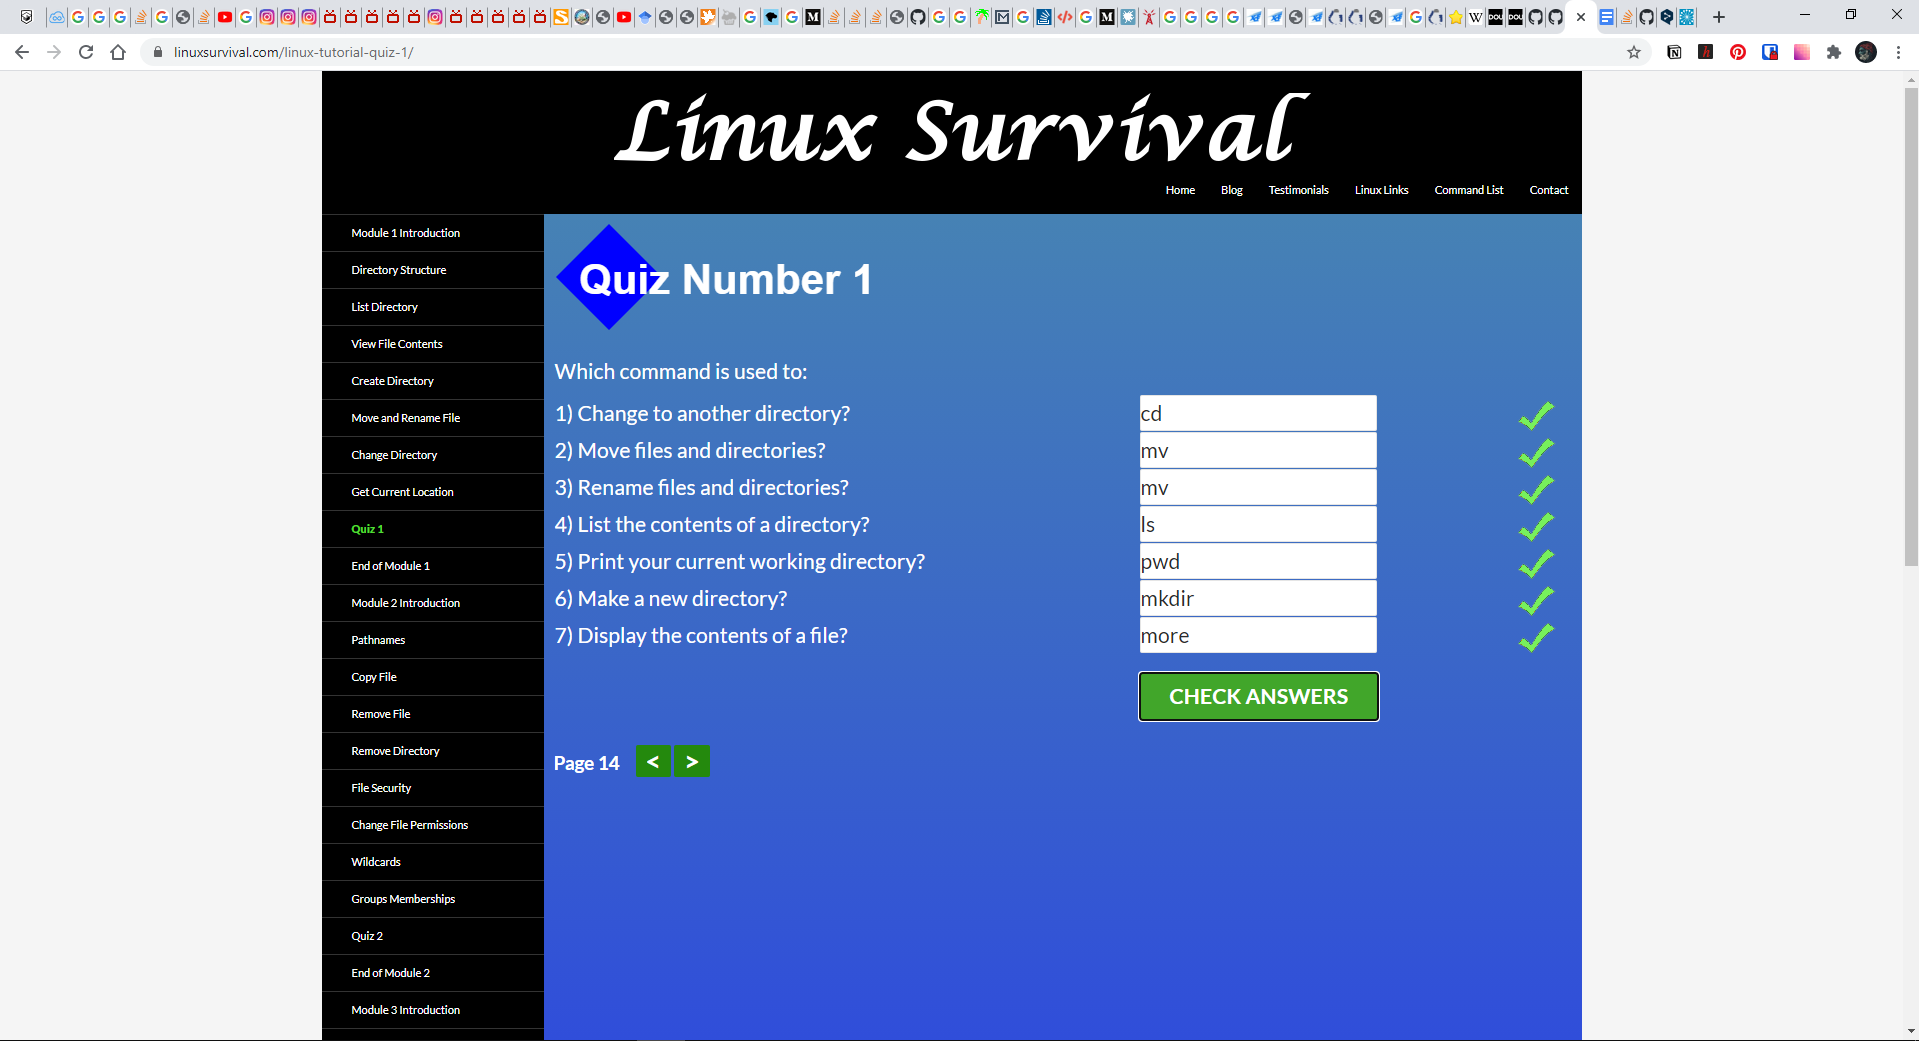 linuxsurvival.com/linux-tutorial-quiz-1/
Linux Survival
Home Blog Testimonials Linux Links Command List Contact
Module 1 Introduction
Directory Structure
List Directory
View File Contents
Create Directory
Move and Rename File
Change Directory
Get Current Location
Quiz 1
End of Module 1
Module 2 Introduction
Pathnames
Copy File
Remove File
Remove Directory
File Security
Change File Permissions
Wildcards
Groups Memberships
Quiz 2
End of Module 2
Module 3 Introduction
Quiz Number 1
Which command is used to:
1) Change to another directory? cd
2) Move files and directories? mv
3) Rename files and directories? mv
4) List the contents of a directory? ls
5) Print your current working directory? pwd
6) Make a new directory? mkdir
7) Display the contents of a file? more
CHECK ANSWERS
Page 14 < >